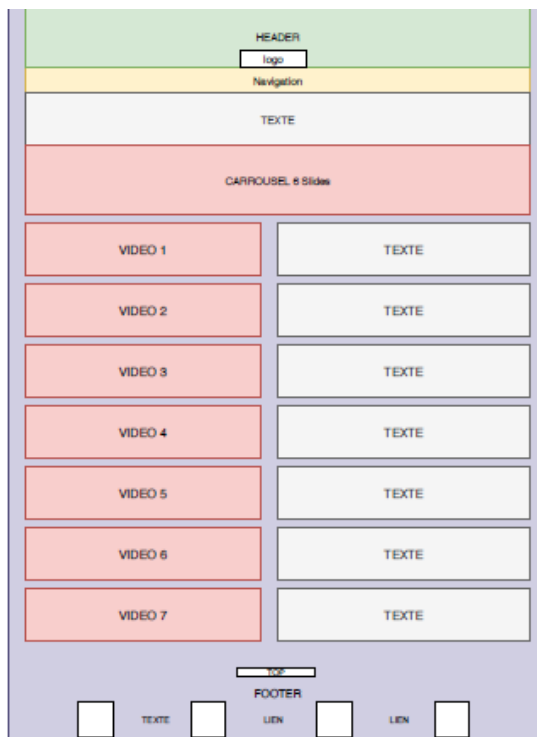 HEADER
logo
Navigation
TEXTE
CARROUSEL 6 Slides
VIDEO 1 TEXTE
VIDEO 2 TEXTE
VIDEO 3 TEXTE
VIDEO 4 TEXTE
VIDEO 5 TEXTE
VIDEO 6 TEXTE
VIDEO 7 TEXTE
TOP
FOOTER
TEXTE LIEN LIEN